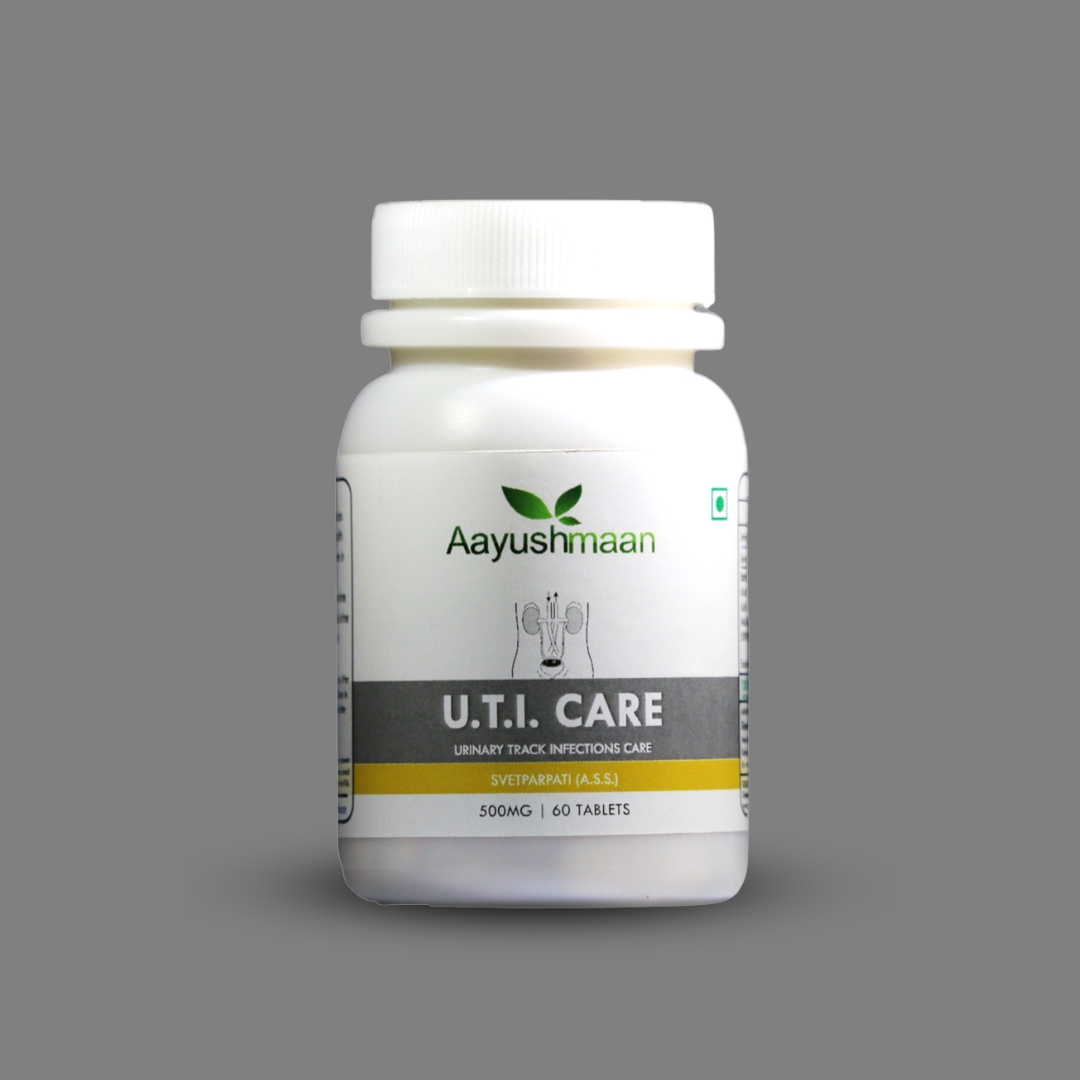 Aayushmaan
U.T.I. CARE
URINARY TRACK INFECTIONS CARE
SVETPARPATI (A.S.S.)
500MG | 60 TABLETS